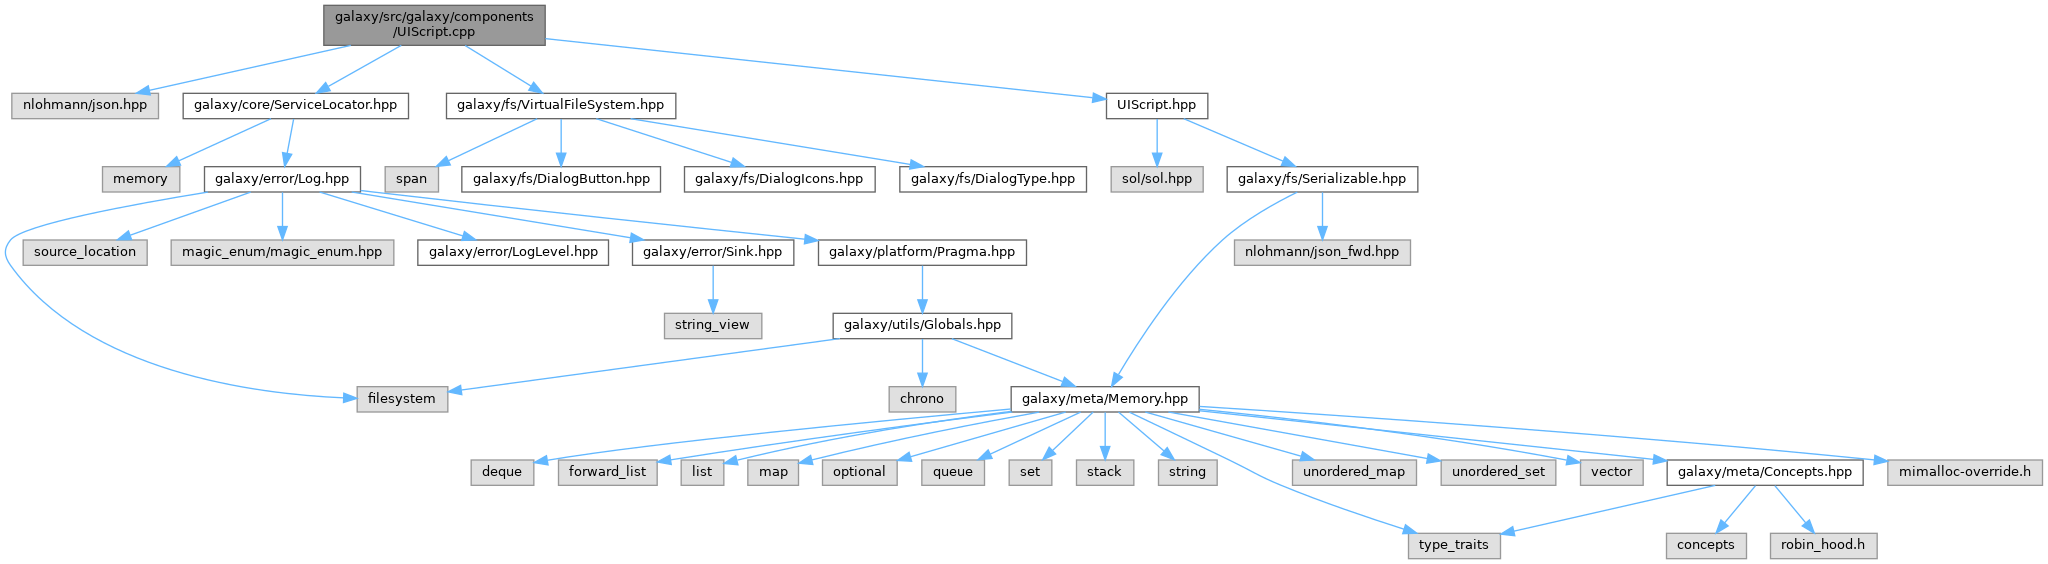 galaxy/src/galaxy/components
/UIScript.cpp
nlohmann/json.hpp
galaxy/core/ServiceLocator.hpp
galaxy/fs/VirtualFileSystem.hpp
UIScript.hpp
memory
galaxy/error/Log.hpp
span
galaxy/fs/DialogButton.hpp
galaxy/fs/DialogIcons.hpp
galaxy/fs/DialogType.hpp
sol/sol.hpp
galaxy/fs/Serializable.hpp
source_location
magic_enum/magic_enum.hpp
galaxy/error/LogLevel.hpp
galaxy/error/Sink.hpp
galaxy/platform/Pragma.hpp
nlohmann/json_fwd.hpp
string_view
galaxy/utils/Globals.hpp
filesystem
chrono
galaxy/meta/Memory.hpp
deque
forward_list
list
map
optional
queue
set
stack
string
unordered_map
unordered_set
vector
galaxy/meta/Concepts.hpp
mimalloc-override.h
type_traits
concepts
robin_hood.h